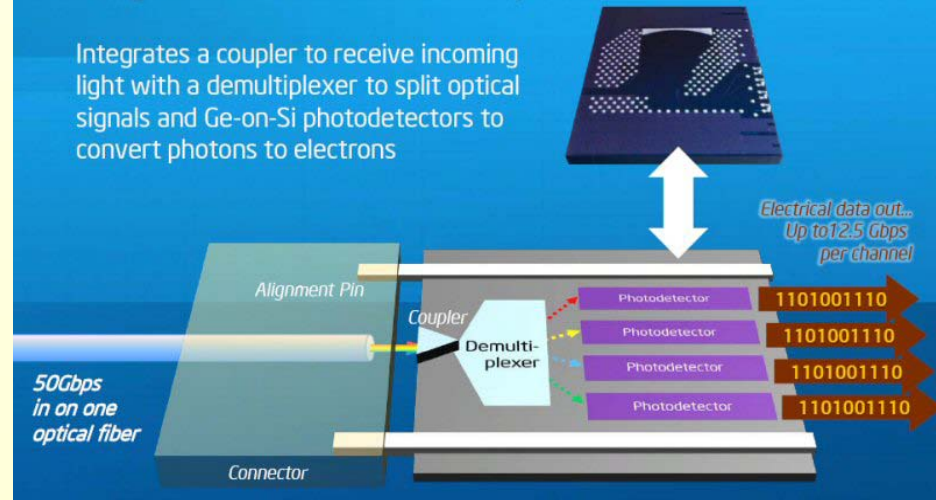 Integrates a coupler to receive incoming
light with a demultiplexer to split optical
signals and Ge-on-Si photodetectors to
convert photons to electrons
Electrical data out...
Up to12.5 Gbps
per channel
Alignment Pin
Coupler
Demulti-
plexer
Photodetector
1101001110
Photodetector
1101001110
Photodetector
1101001110
Photodetector
1101001110
50Gbps
in on one
optical fiber
Connector